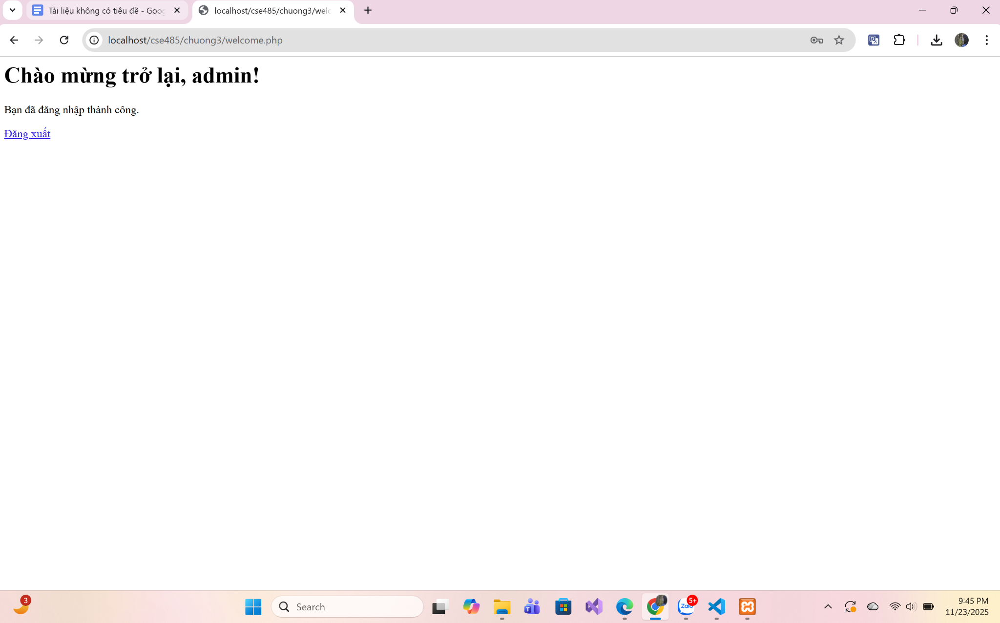 Tài liệu không có tiêu đề - Goog
localhost/cse485/chuong3/welc
localhost/cse485/chuong3/welcome.php
Chào mừng trở lại, admin!
Bạn đã đăng nhập thành công.
Đăng xuất
3
Search
Zalo
5+
9:45 PM
11/23/2025